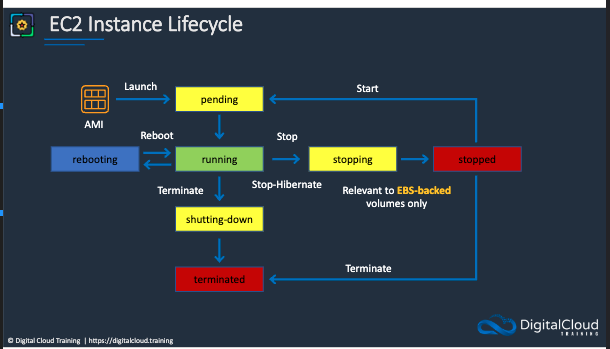 EC2 Instance Lifecycle
Launch
Start
pending
AMI
Reboot
Stop
rebooting
running
stopping
stopped
Terminate
Stop-Hibernate
Relevant to EBS-backed
volumes only
shutting-down
Terminate
terminated
DigitalCloud
TRAINING
© Digital Cloud Training | https://digitalcloud.training